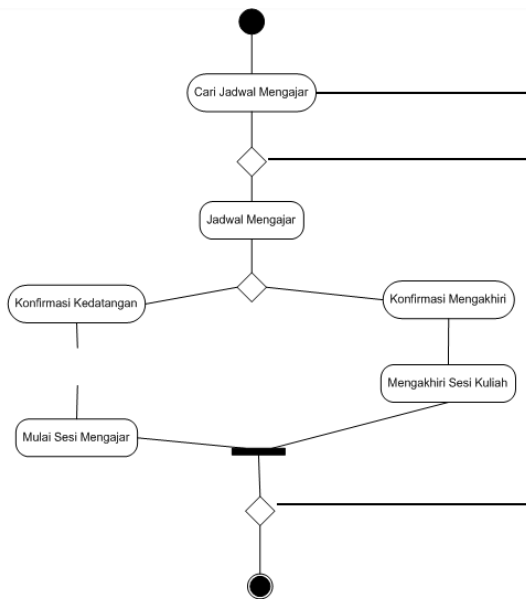 Cari Jadwal Mengajar
Jadwal Mengajar
Konfirmasi Kedatangan
Konfirmasi Mengakhiri
Mengakhiri Sesi Kuliah
Mulai Sesi Mengajar